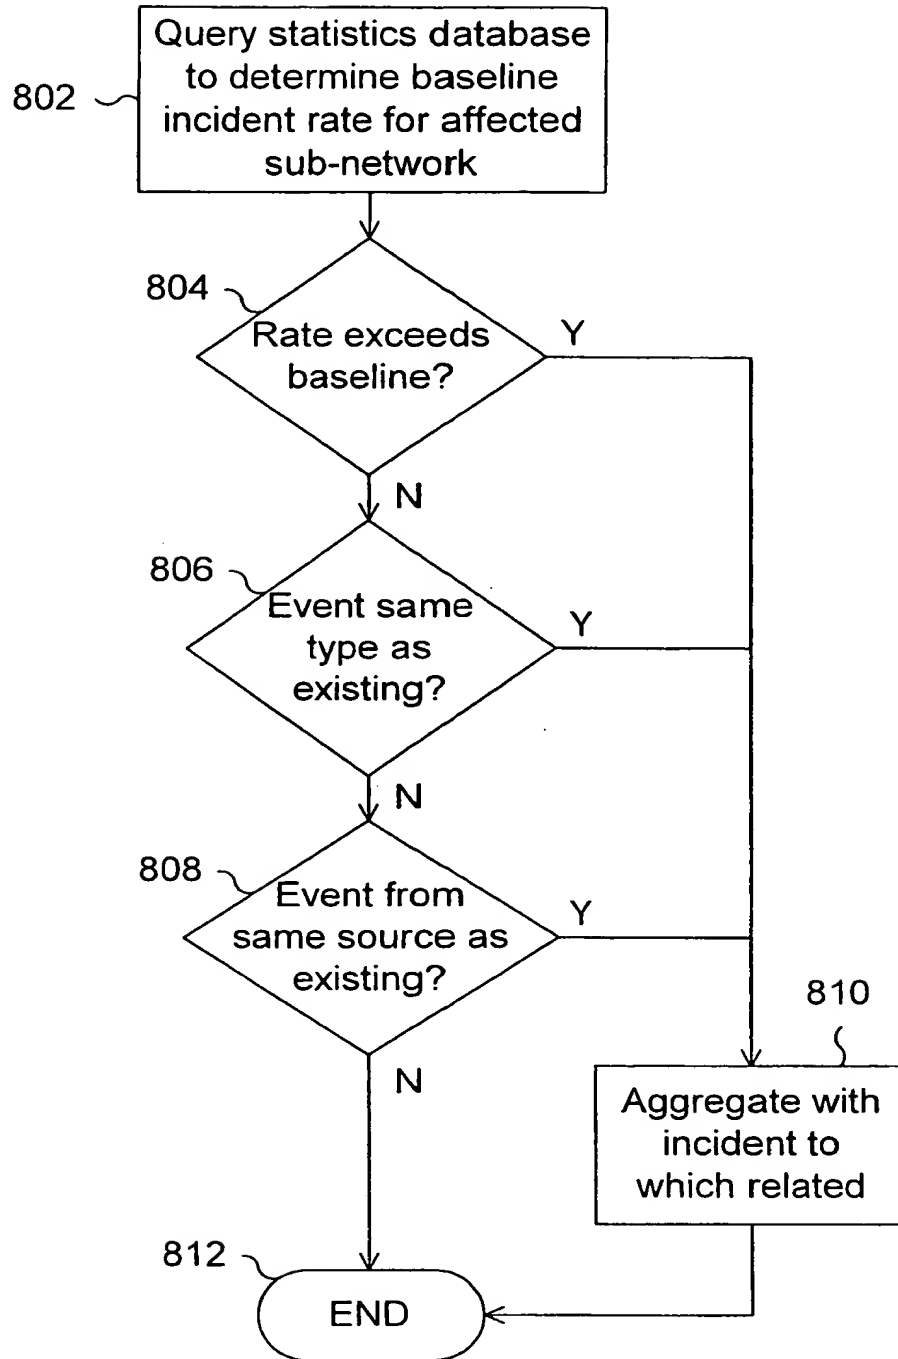 Query statistics database
to determine baseline
incident rate for affected
sub-network
802
804
Rate exceeds
baseline?
Y
N
806
Event same
type as
existing?
Y
N
808
Event from
same source as
existing?
Y
N
810
Aggregate with
incident to
which related
812
END